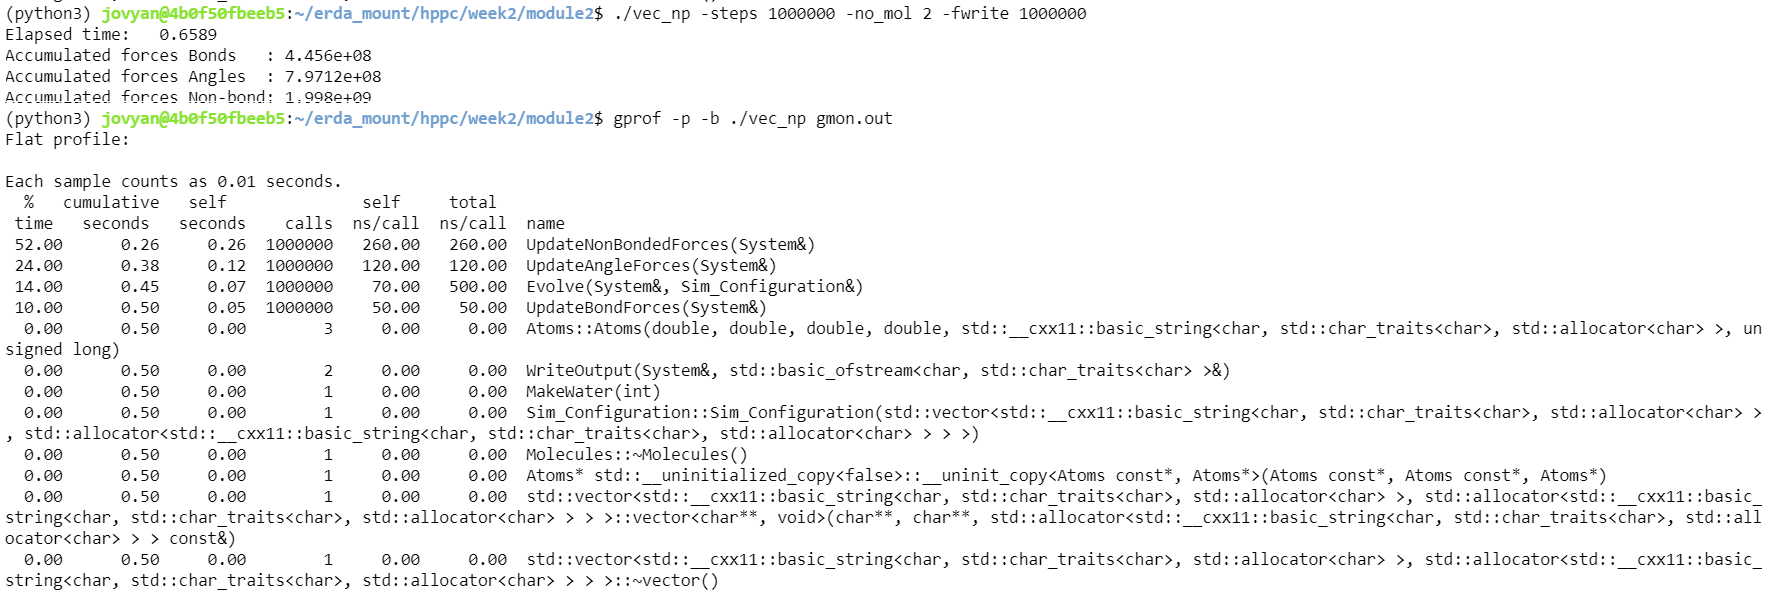 (python3) jovyan@4b0f50fbeeb5:~/erda_mount/hppc/week2/module2$ ./vec_np -steps 1000000 -no_mol 2 -fwrite 1000000
Elapsed time:   0.6589
Accumulated forces Bonds   : 4.456e+08
Accumulated forces Angles  : 7.9712e+08
Accumulated forces Non-bond: 1.998e+09
(python3) jovyan@4b0f50fbeeb5:~/erda_mount/hppc/week2/module2$ gprof -p -b ./vec_np gmon.out
Flat profile:

Each sample counts as 0.01 seconds.
  %   cumulative   self              self     total
 time   seconds   seconds    calls  ns/call  ns/call  name
 52.00      0.26     0.26  1000000   260.00   260.00  UpdateNonBondedForces(System&)
 24.00      0.38     0.12  1000000   120.00   120.00  UpdateAngleForces(System&)
 14.00      0.45     0.07  1000000    70.00   500.00  Evolve(System&, Sim_Configuration&)
 10.00      0.50     0.05  1000000    50.00    50.00  UpdateBondForces(System&)
  0.00      0.50     0.00        3     0.00     0.00  Atoms::Atoms(double, double, double, double, std::__cxx11::basic_string<char, std::char_traits<char>, std::allocator<char> >, un
signed long)
  0.00      0.50     0.00        2     0.00     0.00  WriteOutput(System&, std::basic_ofstream<char, std::char_traits<char> >&)
  0.00      0.50     0.00        1     0.00     0.00  MakeWater(int)
  0.00      0.50     0.00        1     0.00     0.00  Sim_Configuration::Sim_Configuration(std::vector<std::__cxx11::basic_string<char, std::char_traits<char>, std::allocator<char> >
, std::allocator<std::__cxx11::basic_string<char, std::char_traits<char>, std::allocator<char> > > >)
  0.00      0.50     0.00        1     0.00     0.00  Molecules::~Molecules()
  0.00      0.50     0.00        1     0.00     0.00  Atoms* std::__uninitialized_copy<false>::__uninit_copy<Atoms const*, Atoms*>(Atoms const*, Atoms const*, Atoms*)
  0.00      0.50     0.00        1     0.00     0.00  std::vector<std::__cxx11::basic_string<char, std::char_traits<char>, std::allocator<char> >, std::allocator<std::__cxx11::basic_
string<char, std::char_traits<char>, std::allocator<char> > > >::vector<char**, void>(char**, char**, std::allocator<std::__cxx11::basic_string<char, std::char_traits<char>, std::all
ocator<char> > > const&)
  0.00      0.50     0.00        1     0.00     0.00  std::vector<std::__cxx11::basic_string<char, std::char_traits<char>, std::allocator<char> >, std::allocator<std::__cxx11::basic_
string<char, std::char_traits<char>, std::allocator<char> > > >::~vector()